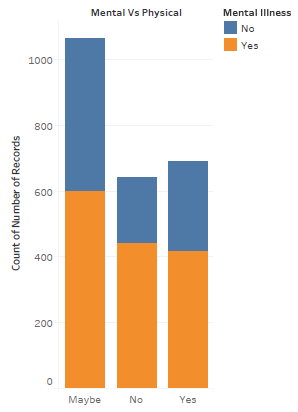 Mental Vs Physical
Mental Illness
No
Yes
Count of Number of Records
1000
800
600
400
200
0
Maybe No Yes